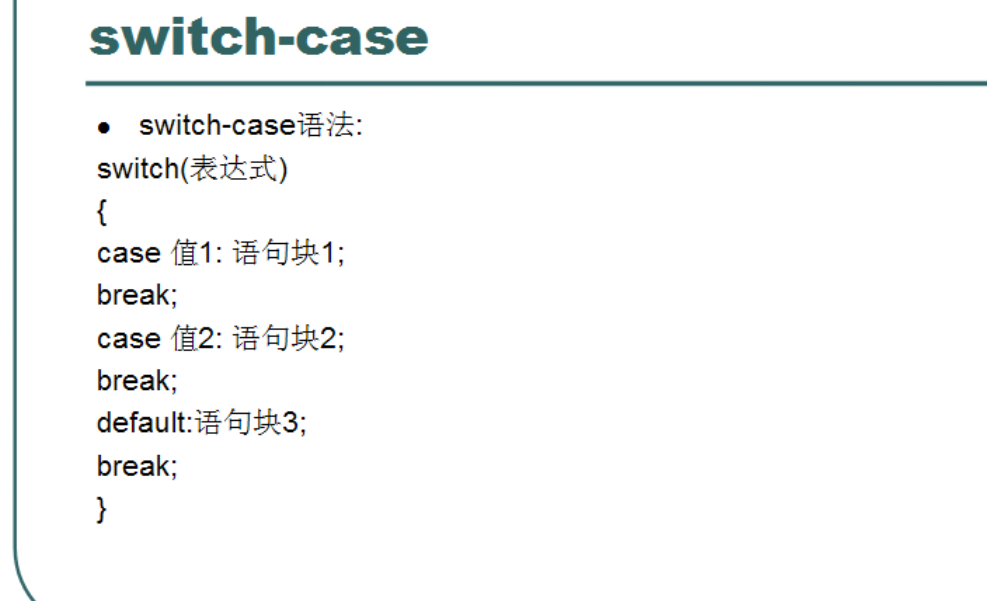 switch-case
● switch-case语法:
switch(表达式)
{
case 值1: 语句块1;
break;
case 值2: 语句块2;
break;
default:语句块3;
break;
}